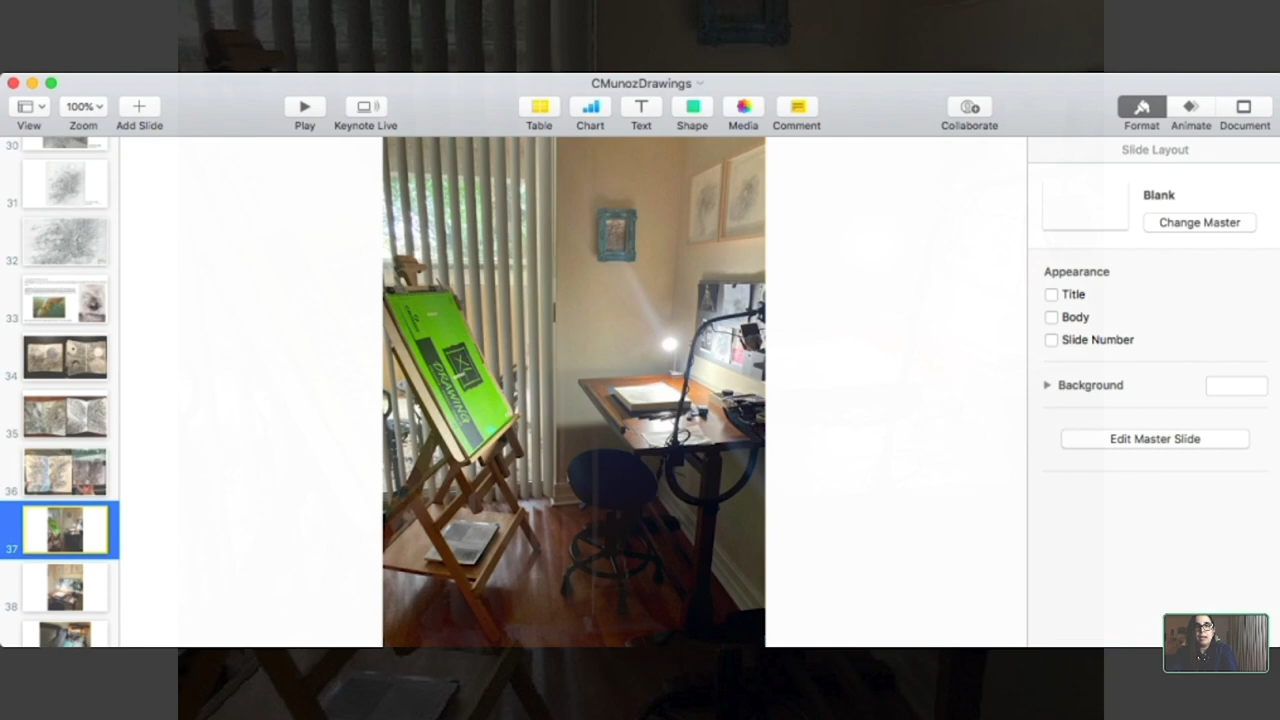 CMunozDrawings
100%
View
Zoom
Add Slide
Play
Keynote Live
Table
Chart
Text
Shape
Media
Comment
Collaborate
Format
Animate
Document
Slide Layout
Blank
Change Master
Appearance
Title
Body
Slide Number
Background
Edit Master Slide
30
31
32
33
34
35
36
37
38
XL
DRAWING